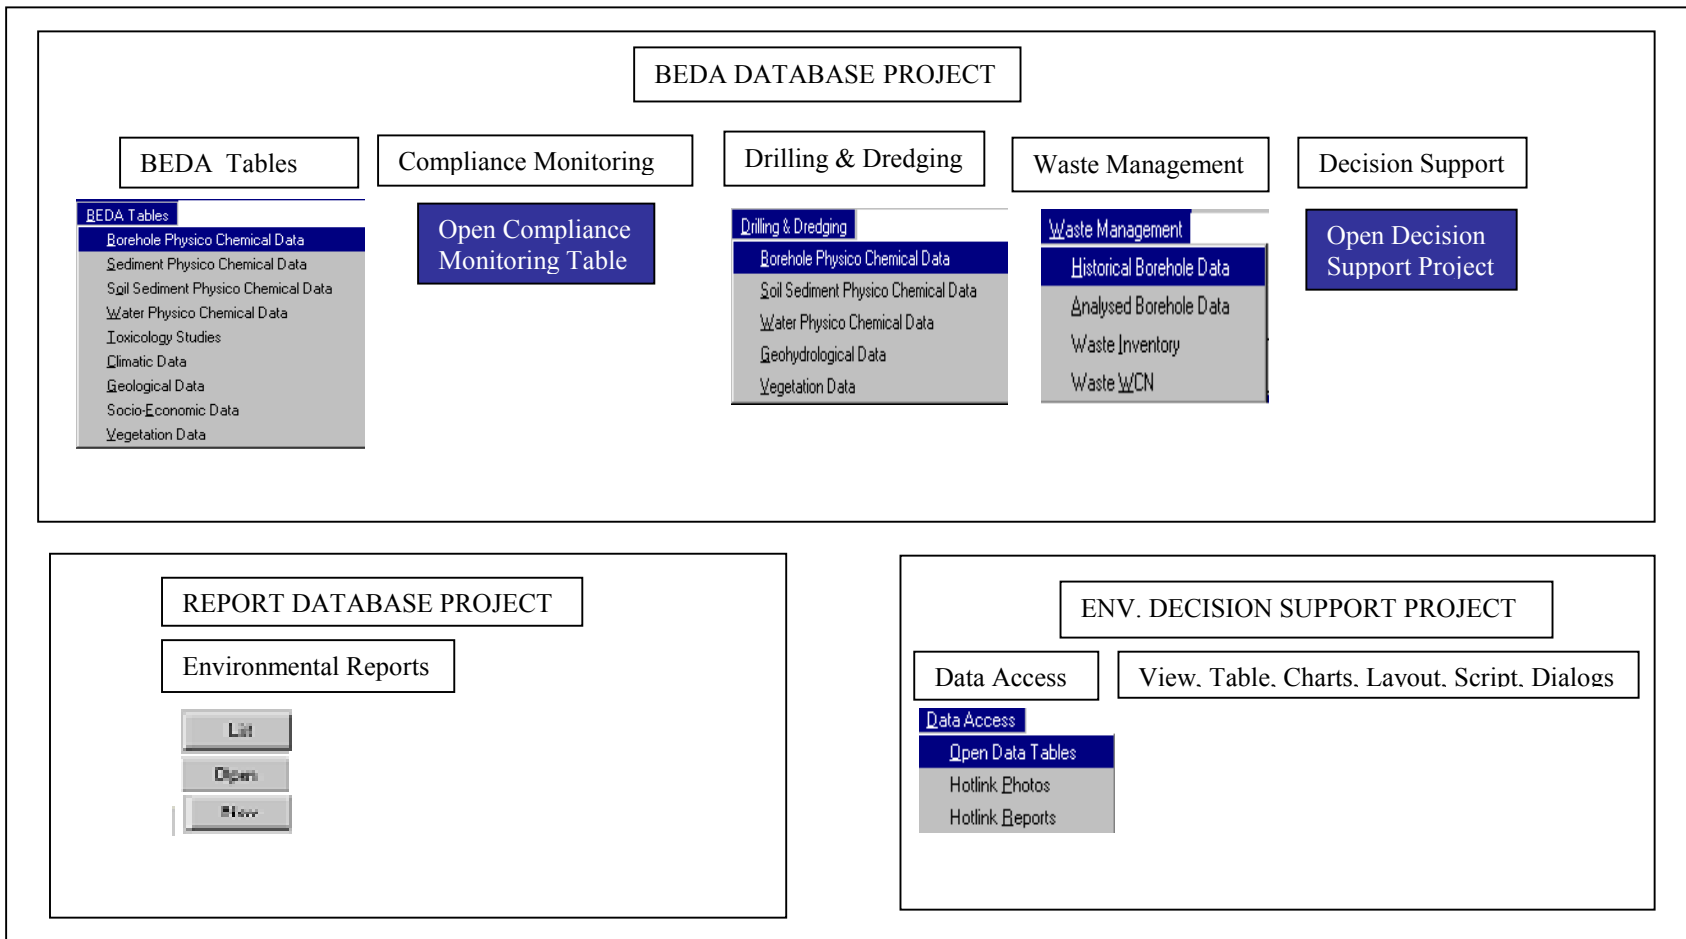 BEDA DATABASE PROJECT
BEDA Tables
BEDA Tables
Borehole Physico Chemical Data
Sediment Physico Chemical Data
Soil Sediment Physico Chemical Data
Water Physico Chemical Data
Toxicology Studies
Climatic Data
Geological Data
Socio-Economic Data
Vegetation Data
Compliance Monitoring
Open Compliance
Monitoring Table
Drilling & Dredging
Drilling & Dredging
Borehole Physico Chemical Data
Soil Sediment Physico Chemical Data
Water Physico Chemical Data
Geohydrological Data
Vegetation Data
Waste Management
Waste Management
Historical Borehole Data
Analysed Borehole Data
Waste Inventory
Waste WCN
Decision Support
Open Decision
Support Project
REPORT DATABASE PROJECT
Environmental Reports
List
Open
ENV. DECISION SUPPORT PROJECT
Data Access
Data Access
Open Data Tables
Hotlink Photos
Hotlink Reports
View, Table, Charts, Layout, Script, Dialogs